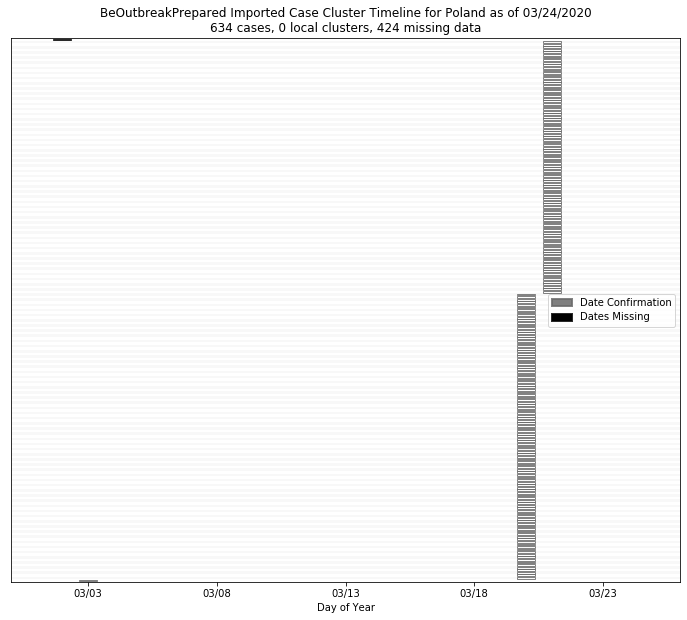 BeOutbreakPrepared Imported Case Cluster Timeline for Poland as of 03/24/2020
634 cases, 0 local clusters, 424 missing data
Date Confirmation
Dates Missing
03/03 03/08 03/13 03/18 03/23
Day of Year